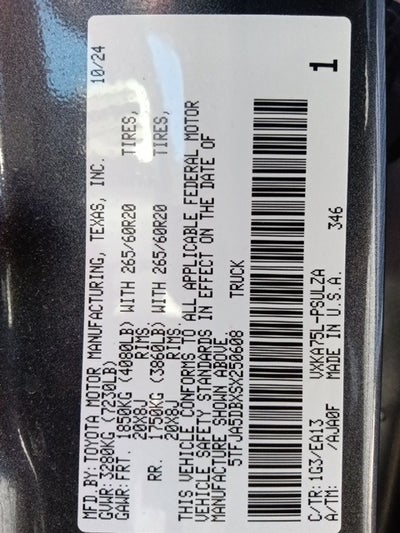 MFD.BY:TOYOTA MOTOR MANUFACTURING, TEXAS, INC. 10/24
GVWR:3280KG (7230LB)
GAWR:FRT. 1850KG (4080LB) WITH 265/60R20 TIRES,
20X8J RIMS.
RR. 1750KG (3860LB) WITH 265/60R20 TIRES,
20X8J RIMS.
THIS VEHICLE CONFORMS TO ALL APPLICABLE FEDERAL MOTOR
VEHICLE SAFETY STANDARDS IN EFFECT ON THE DATE OF
MANUFACTURE SHOWN ABOVE.
5TFJA5DBXSX250608 TRUCK
C/TR: 1G3/EA13 VXKA75L-PSULZA 346
A/TM: /AJA0F MADE IN U.S.A.
1